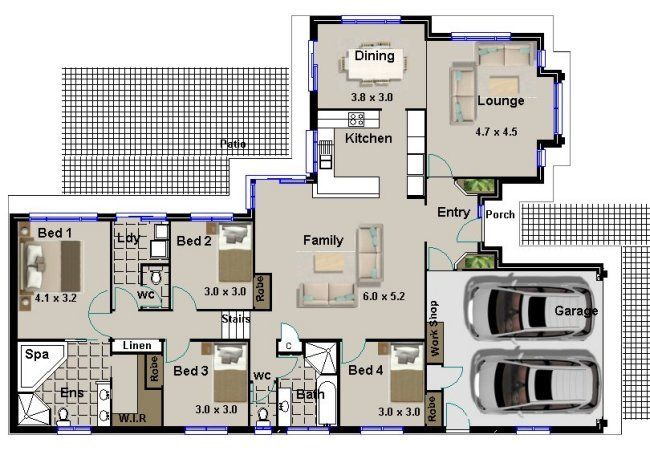 Dining
3.8 x 3.0
Lounge
4.7 x 4.5
Kitchen
Patio
Entry
Porch
Bed 1
4.1 x 3.2
Ldy
wc
Bed 2
3.0 x 3.0
Robe
Family
6.0 x 5.2
Stairs
Garage
Work Shop
Linen
C
Spa
Ens
W.I.R
Robe
Bed 3
3.0 x 3.0
wc
Bath
Bed 4
3.0 x 3.0
Robe